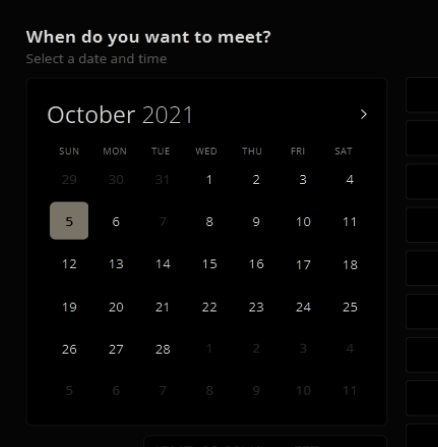 When do you want to meet?
Select a date and time
October 2021
SUN MON TUE WED THU FRI SAT
29 30 31 1 2 3 4
5 6 7 8 9 10 11
12 13 14 15 16 17 18
19 20 21 22 23 24 25
26 27 28 1 2 3 4
5 6 7 8 9 10 11